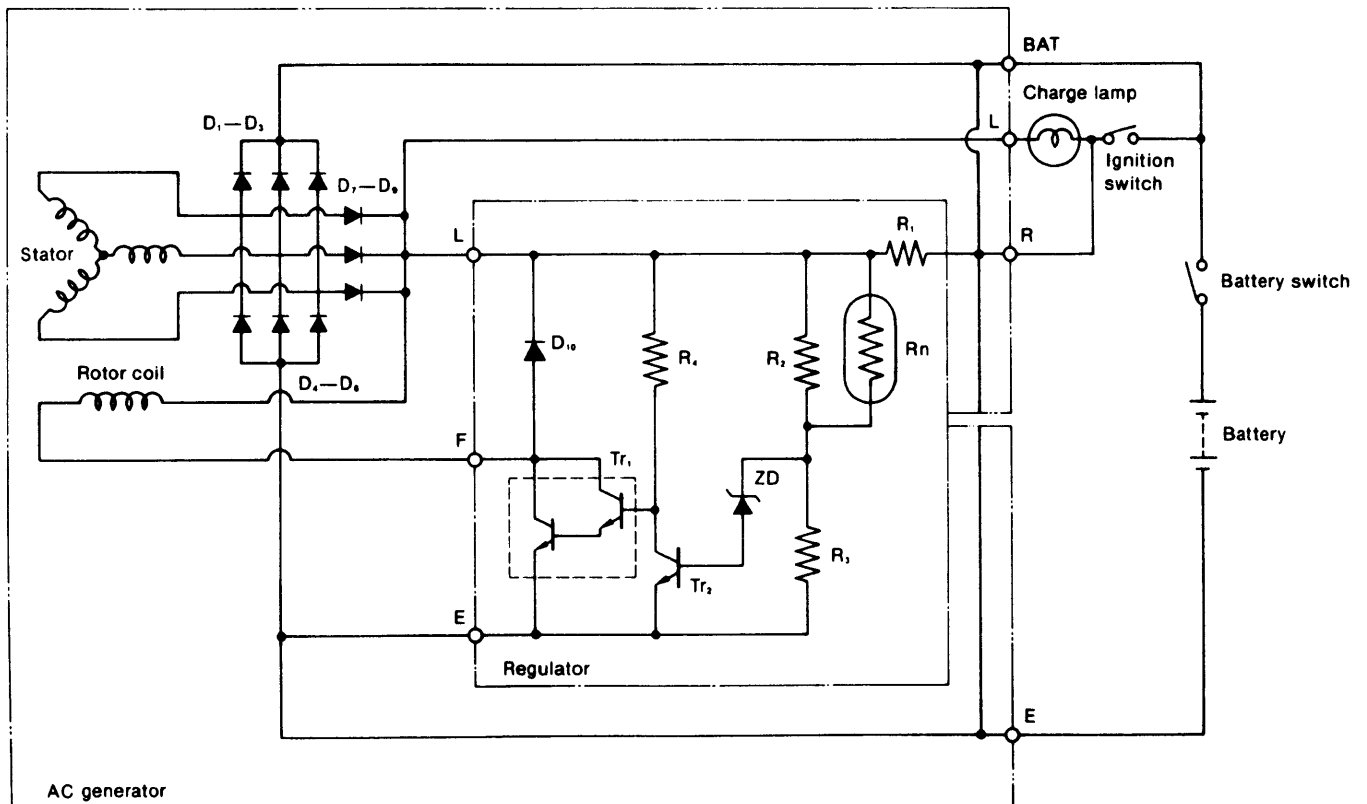 BAT
Charge lamp
L
Ignition switch
D₁—D₃
D₇—D₉
L
R₁
R
Stator
Battery switch
D₁₀
R₄
R₂
Rn
Rotor coil
D₄—D₆
Battery
F
Tr₁
ZD
R₃
Tr₂
E
Regulator
E
AC generator